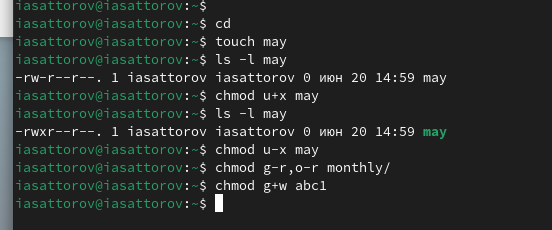 iasattorov@iasattorov:~$
iasattorov@iasattorov:~$ cd
iasattorov@iasattorov:~$ touch may
iasattorov@iasattorov:~$ ls -l may
-rw-r--r--. 1 iasattorov iasattorov 0 июн 20 14:59 may
iasattorov@iasattorov:~$ chmod u+x may
iasattorov@iasattorov:~$ ls -l may
-rwxr--r--. 1 iasattorov iasattorov 0 июн 20 14:59 may
iasattorov@iasattorov:~$ chmod u-x may
iasattorov@iasattorov:~$ chmod g-r,o-r monthly/
iasattorov@iasattorov:~$ chmod g+w abc1
iasattorov@iasattorov:~$